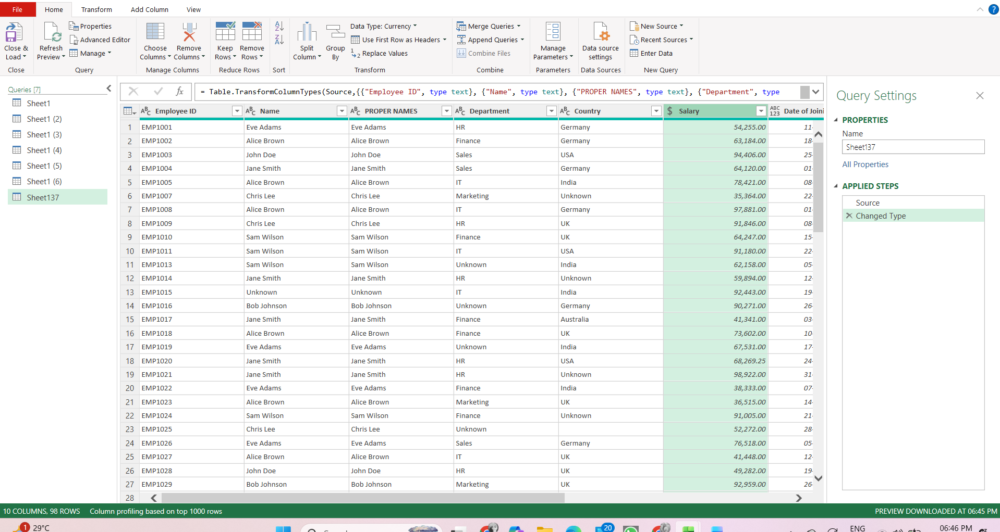 File Home Transform Add Column View
Close & Load
Close
Refresh Preview
Properties
Advanced Editor
Manage
Query
Choose Columns
Remove Columns
Manage Columns
Keep Rows
Remove Rows
Reduce Rows
A Z
Z A
Sort
Split Column
Group By
Data Type: Currency
Use First Row as Headers
1 2 Replace Values
Transform
Merge Queries
Append Queries
Combine Files
Combine
Manage Parameters
Parameters
Data source settings
Data Sources
New Source
Recent Sources
Enter Data
New Query
Queries [7]
Sheet1
Sheet1 (2)
Sheet1 (3)
Sheet1 (4)
Sheet1 (5)
Sheet1 (6)
Sheet137
fx = Table.TransformColumnTypes(Source,{{"Employee ID", type text}, {"Name", type text}, {"PROPER NAMES", type text}, {"Department", type
ABC Employee ID ABC Name ABC PROPER NAMES ABC Department ABC Country $ Salary ABC 123 Date of Joini
1 EMP1001 Eve Adams Eve Adams HR Germany 54,255.00 11-
2 EMP1002 Alice Brown Alice Brown Finance Germany 63,184.00 18-
3 EMP1003 John Doe John Doe Sales USA 94,406.00 25-
4 EMP1004 Jane Smith Jane Smith Sales Germany 64,120.00 01-
5 EMP1005 Alice Brown Alice Brown IT India 78,421.00 08-
6 EMP1007 Chris Lee Chris Lee Marketing Unknown 35,364.00 22-
7 EMP1008 Alice Brown Alice Brown IT Germany 97,881.00 01-
8 EMP1009 Chris Lee Chris Lee HR UK 91,846.00 08-
9 EMP1010 Sam Wilson Sam Wilson Finance UK 64,247.00 15-
10 EMP1011 Sam Wilson Sam Wilson IT USA 91,180.00 22-
11 EMP1013 Sam Wilson Sam Wilson Unknown India 62,158.00 05-
12 EMP1014 Jane Smith Jane Smith HR Unknown 59,894.00 12-
13 EMP1015 Unknown Unknown IT India 92,443.00 19-
14 EMP1016 Bob Johnson Bob Johnson Unknown Germany 90,271.00 26-
15 EMP1017 Jane Smith Jane Smith Finance Australia 41,341.00 03-
16 EMP1018 Alice Brown Alice Brown Finance UK 73,602.00 10-
17 EMP1019 Eve Adams Eve Adams Unknown India 67,531.00 17-
18 EMP1020 Jane Smith Jane Smith HR USA 68,269.25 24-
19 EMP1021 Jane Smith Jane Smith HR Unknown 98,922.00 31-
20 EMP1022 Eve Adams Eve Adams Finance India 38,333.00 07-
21 EMP1023 Alice Brown Alice Brown Marketing UK 36,515.00 14-
22 EMP1024 Sam Wilson Sam Wilson Finance Unknown 91,005.00 21-
23 EMP1025 Chris Lee Chris Lee Unknown 52,272.00 28-
24 EMP1026 Eve Adams Eve Adams Sales Germany 76,518.00 05-
25 EMP1027 Alice Brown Alice Brown IT UK 41,448.00 12-
26 EMP1028 John Doe John Doe HR UK 49,282.00 19-
27 EMP1029 Bob Johnson Bob Johnson Marketing UK 92,959.00 26-
28
Query Settings
PROPERTIES
Name
Sheet137
All Properties
APPLIED STEPS
Source
Changed Type
10 COLUMNS, 98 ROWS Column profiling based on top 1000 rows PREVIEW DOWNLOADED AT 06:45 PM
1 29°C 20 ENG 06:46 PM